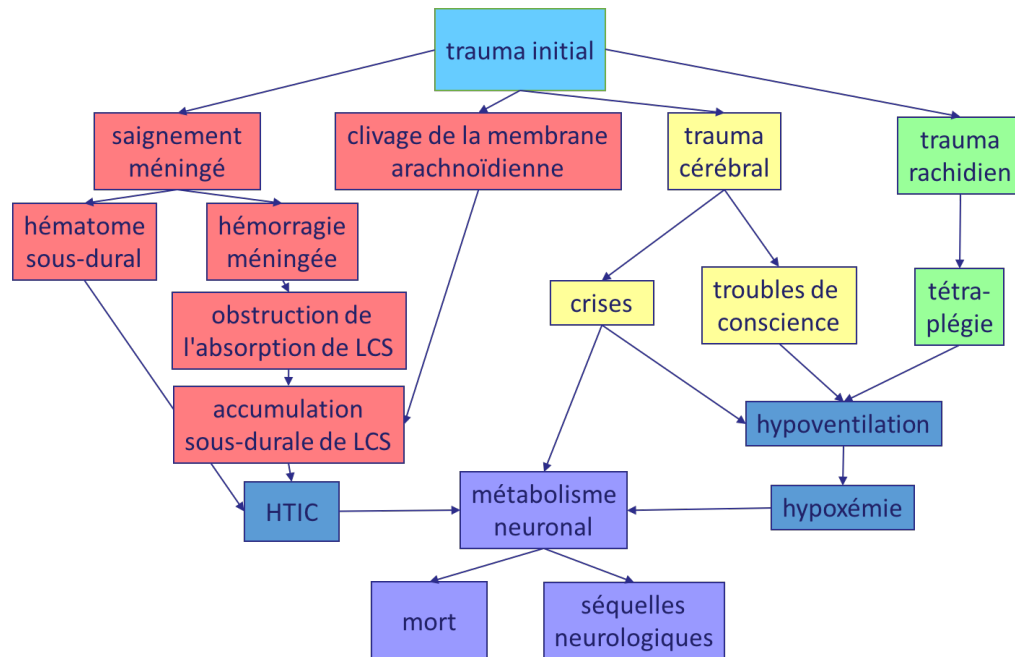 trauma initial
saignement
méningé
clivage de la membrane
arachnoïdienne
trauma
cérébral
trauma
rachidien
hématome
sous-dural
hémorragie
méningée
crises
troubles de
conscience
tétra-
plégie
obstruction de
l'absorption de LCS
accumulation
sous-durale de LCS
hypoventilation
HTIC
métabolisme
neuronal
hypoxémie
mort
séquelles
neurologiques